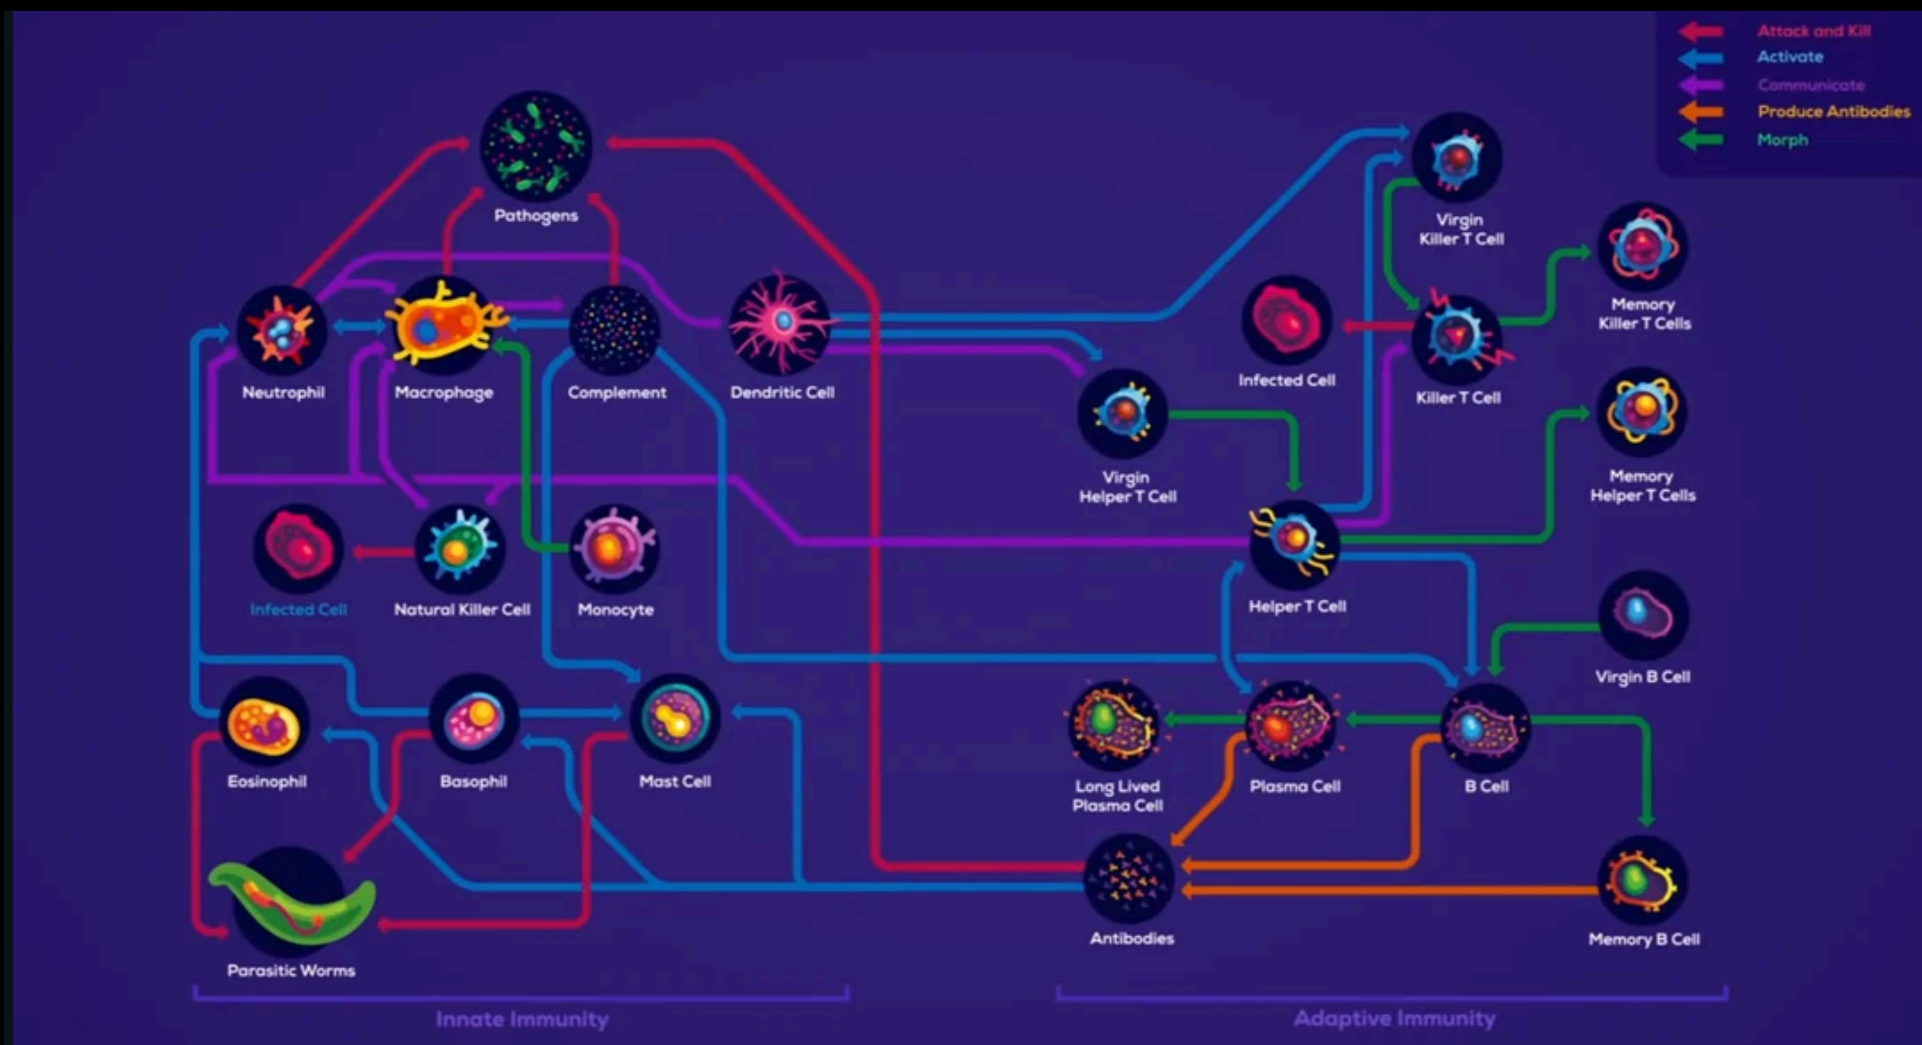 Attack and Kill
Activate
Communicate
Produce Antibodies
Morph
Pathogens
Virgin
Killer T Cell
Memory
Killer T Cells
Neutrophil
Macrophage
Complement
Dendritic Cell
Infected Cell
Killer T Cell
Virgin
Helper T Cell
Memory
Helper T Cells
Infected Cell
Natural Killer Cell
Monocyte
Helper T Cell
Virgin B Cell
Eosinophil
Basophil
Mast Cell
Long Lived
Plasma Cell
Plasma Cell
B Cell
Antibodies
Memory B Cell
Parasitic Worms
Innate Immunity
Adaptive Immunity